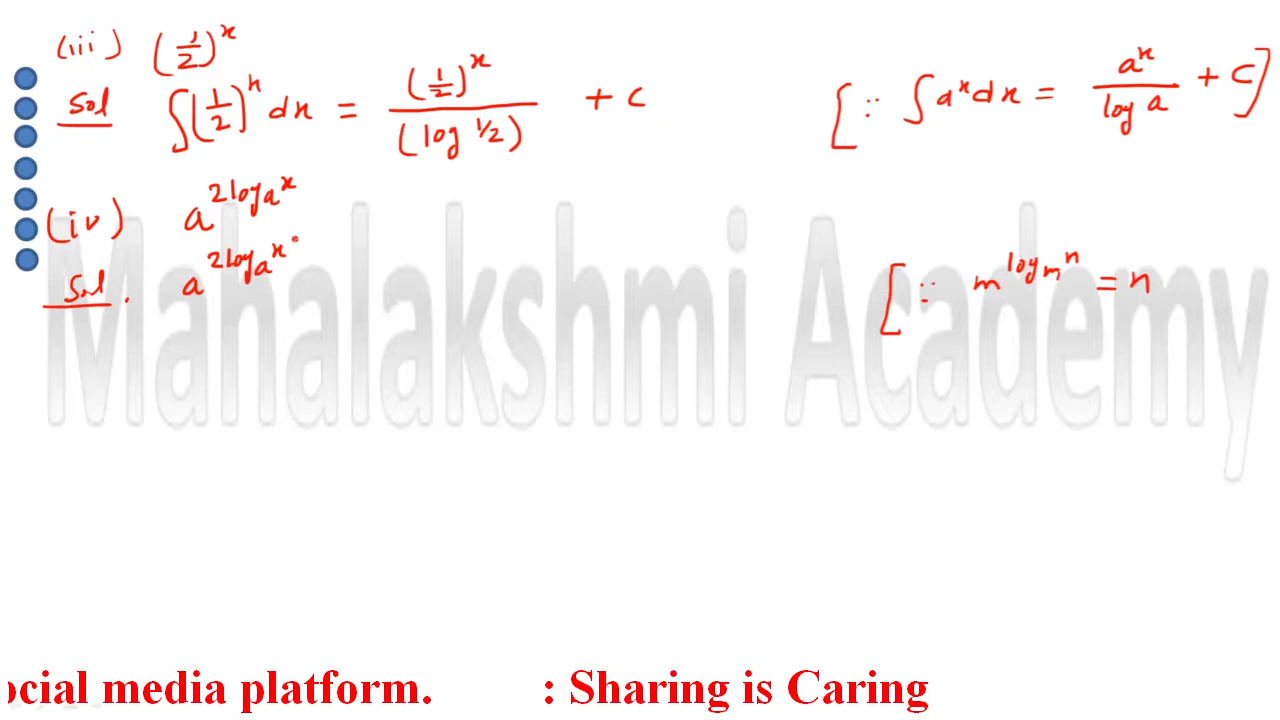 (iii) (1/2)^x
Sol ∫(1/2)^x dx = (1/2)^x / (log 1/2) + c [∵ ∫a^x dx = a^x / log a + C]
(iv) a^{2log_a x}
Sol. a^{2log_a x} [∵ m^{log_m n} = n
Mahalakshmi Academy
ocial media platform. : Sharing is Caring